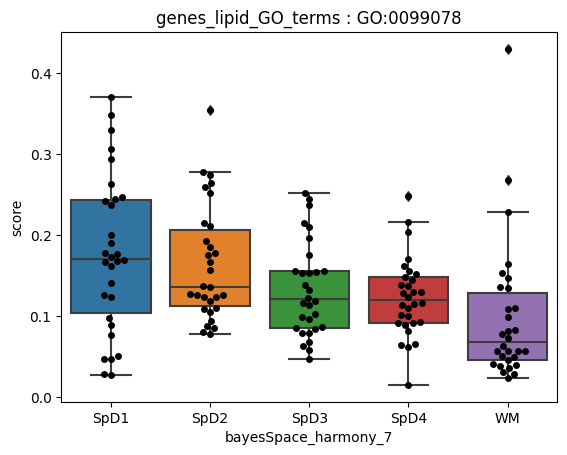 genes_lipid_GO_terms : GO:0099078
0.4
0.3
0.2
0.1
0.0
score
SpD1 SpD2 SpD3 SpD4 WM
bayesSpace_harmony_7